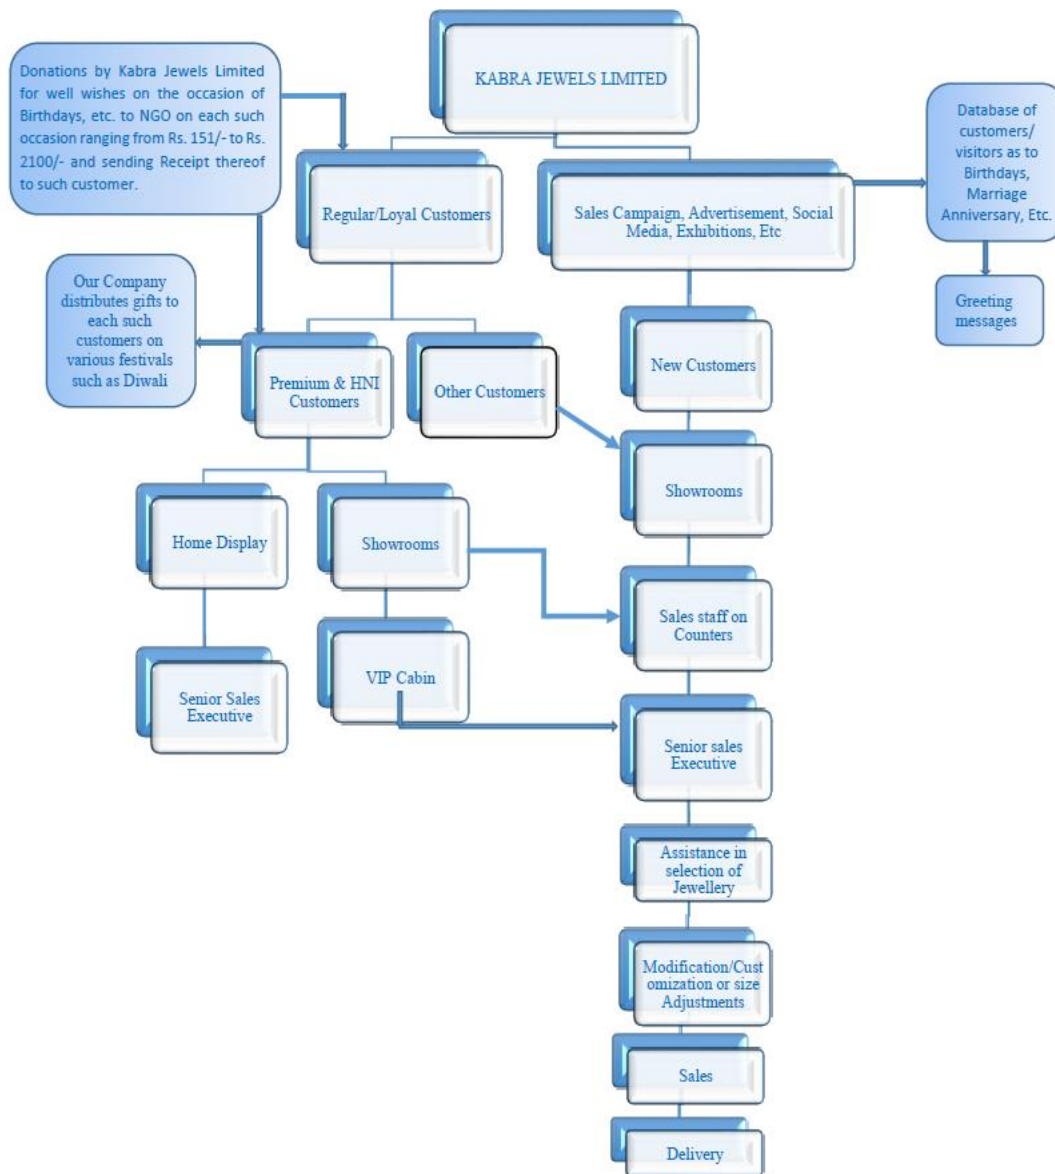 KABRA JEWELS LIMITED
Donations by Kabra Jewels Limited
for well wishes on the occasion of
Birthdays, etc. to NGO on each such
occasion ranging from Rs. 151/- to Rs.
2100/- and sending Receipt thereof
to such customer.
Database of
customers/
visitors as to
Birthdays,
Marriage
Anniversary, Etc.
Regular/Loyal Customers
Sales Campaign, Advertisement, Social
Media, Exhibitions, Etc
Our Company
distributes gifts to
each such
customers on
various festivals
such as Diwali
Greeting
messages
Premium & HNI
Customers
Other Customers
New Customers
Home Display
Showrooms
Showrooms
Senior Sales
Executive
VIP Cabin
Sales staff on
Counters
Senior sales
Executive
Assistance in
selection of
Jewellery
Modification/Cust
omization or size
Adjustments
Sales
Delivery